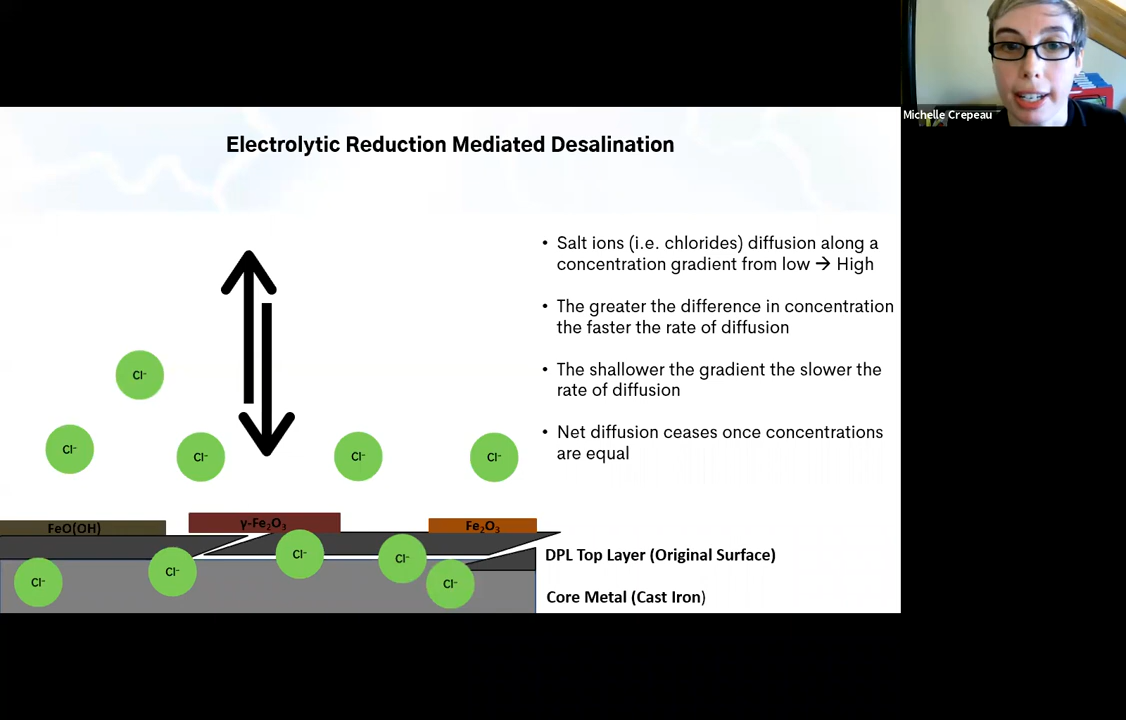 Michelle Crepeau
Electrolytic Reduction Mediated Desalination
• Salt ions (i.e. chlorides) diffusion along a
concentration gradient from low → High
• The greater the difference in concentration
the faster the rate of diffusion
• The shallower the gradient the slower the
rate of diffusion
• Net diffusion ceases once concentrations
are equal
Cl⁻
Cl⁻
Cl⁻
Cl⁻
Cl⁻
FeO(OH)
γ-Fe₂O₃
Fe₂O₃
Cl⁻
Cl⁻
Cl⁻
Cl⁻
Cl⁻
DPL Top Layer (Original Surface)
Core Metal (Cast Iron)